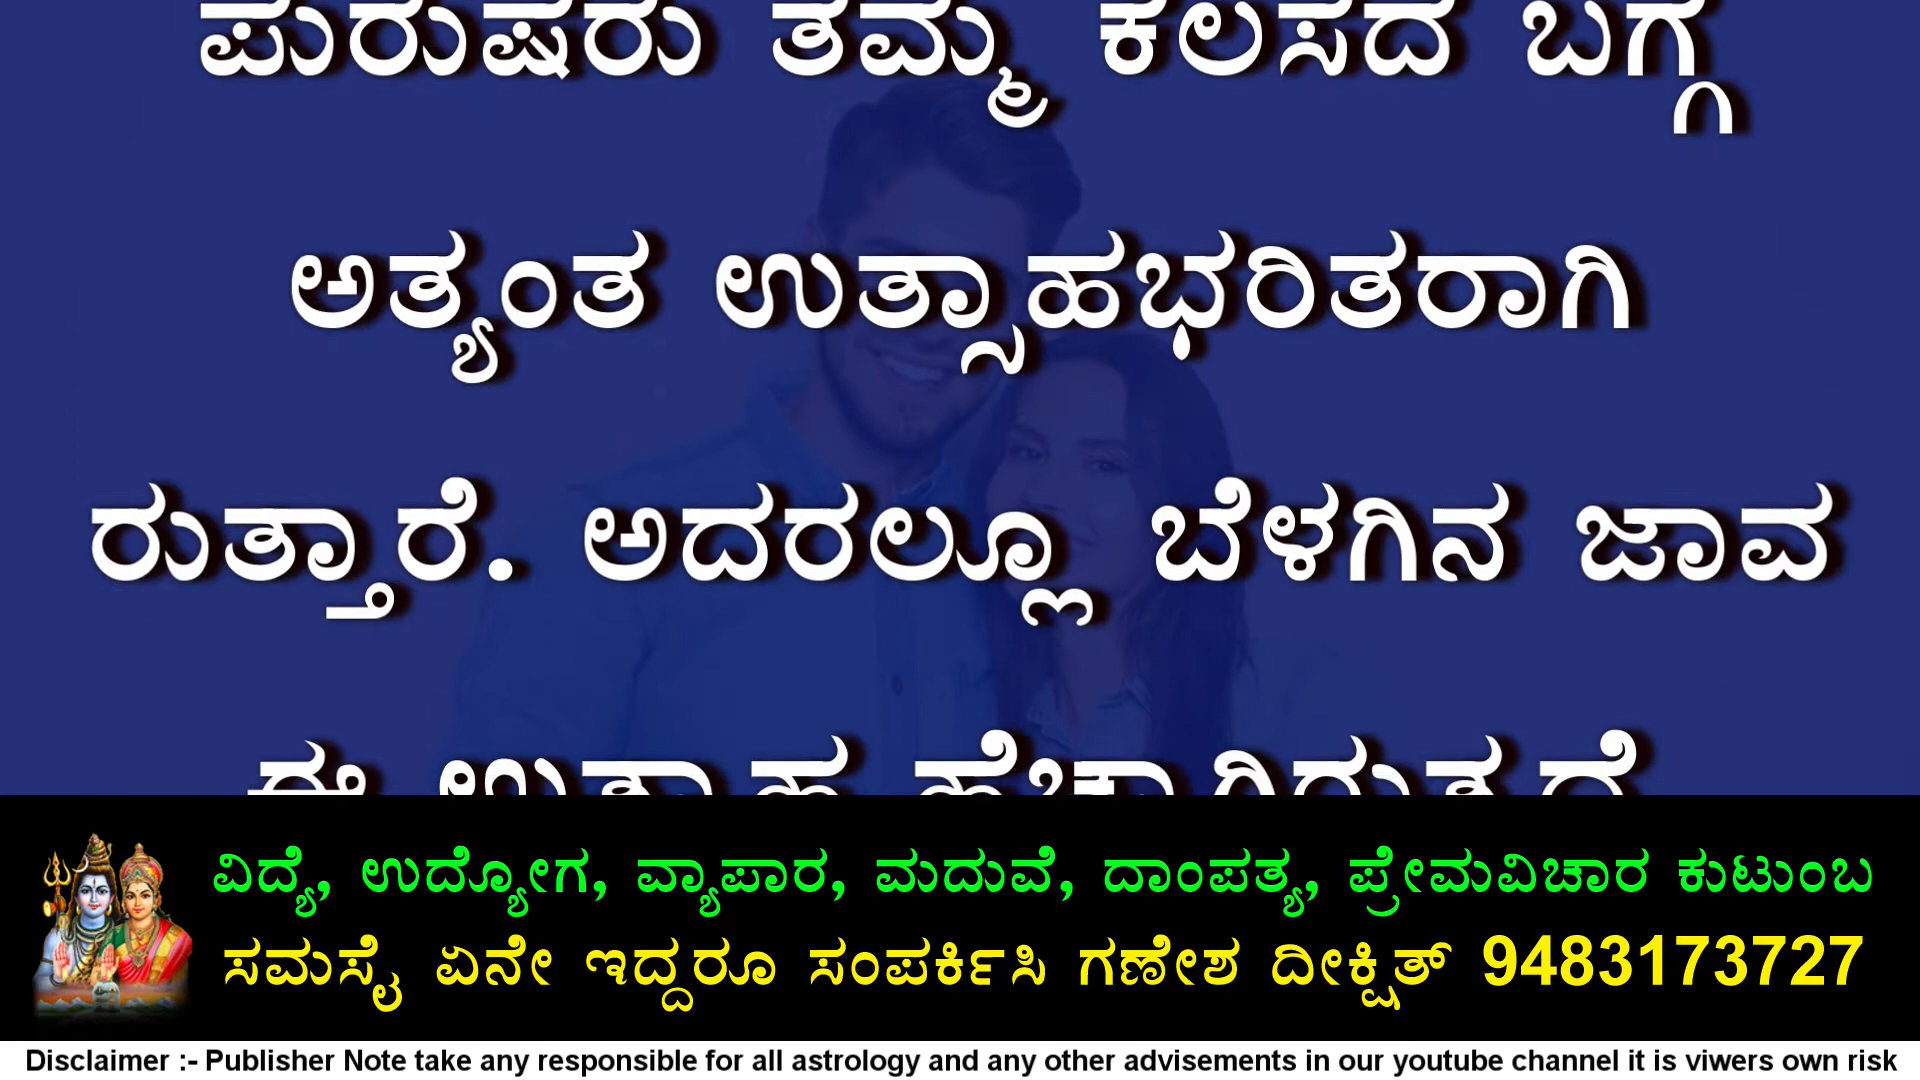 ಪುರುಷರು ತಮ್ಮ ಕೆಲಸದ ಬಗ್ಗೆ
ಅತ್ಯಂತ ಉತ್ಸಾಹಭರಿತರಾಗಿ
ರುತ್ತಾರೆ. ಅದರಲ್ಲೂ ಬೆಳಗಿನ ಜಾವ
ಈ ಉತ್ಸಾಹ ಹೆಚ್ಚಾಗಿರುತ್ತದೆ
ವಿದ್ಯೆ, ಉದ್ಯೋಗ, ವ್ಯಾಪಾರ, ಮದುವೆ, ದಾಂಪತ್ಯ, ಪ್ರೇಮವಿಚಾರ ಕುಟುಂಬ
ಸಮಸ್ಯೆ ಏನೇ ಇದ್ದರೂ ಸಂಪರ್ಕಿಸಿ ಗಣೇಶ ದೀಕ್ಷಿತ್ 9483173727
Disclaimer :- Publisher Note take any responsible for all astrology and any other advisements in our youtube channel it is viwers own risk